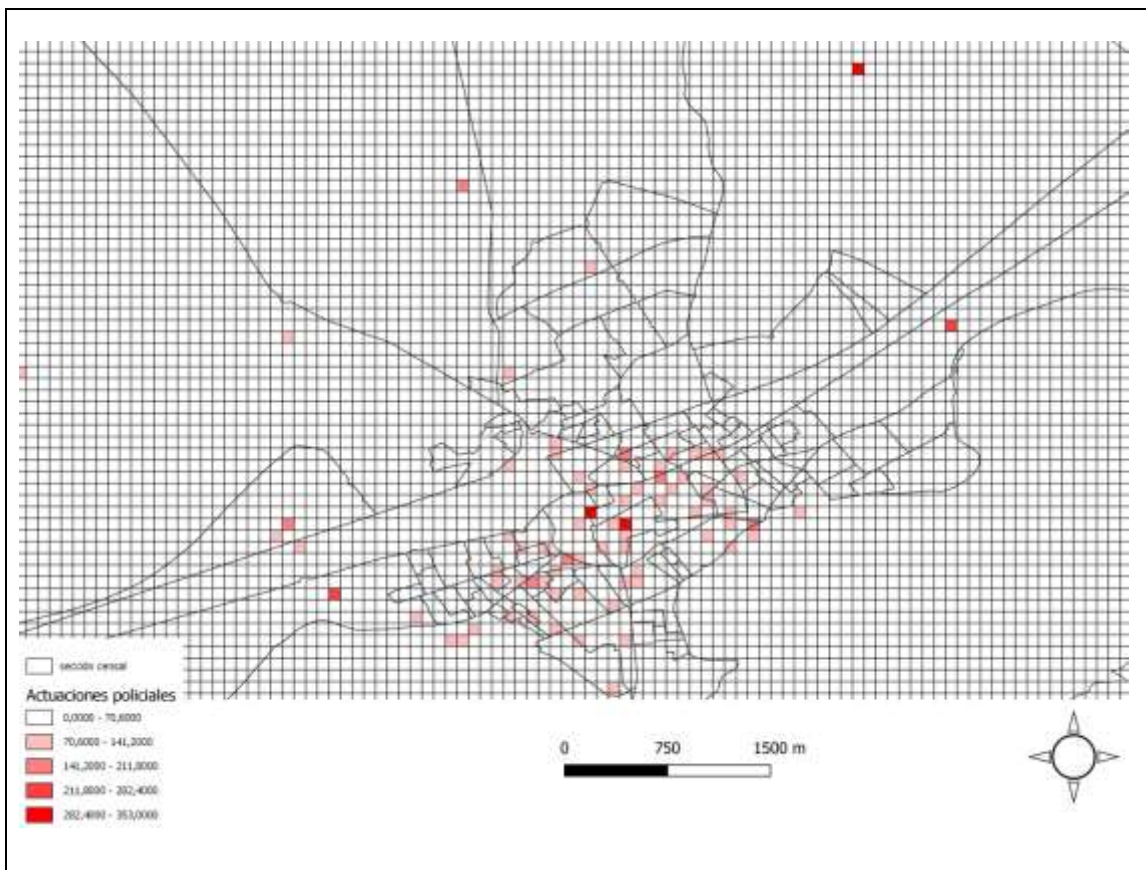 sección censal
Actuaciones policiales
0,0000 - 70,6000
70,6000 - 141,2000
141,2000 - 211,8000
211,8000 - 282,4000
282,4000 - 353,0000
0 750 1500 m